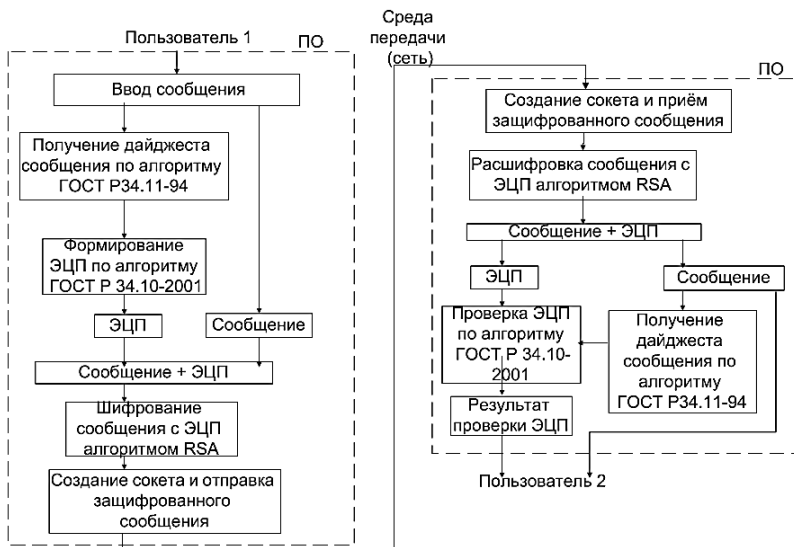 Пользователь 1
ПО
Ввод сообщения
Получение дайджеста
сообщения по алгоритму
ГОСТ Р34.11-94
Формирование
ЭЦП по алгоритму
ГОСТ Р 34.10-2001
ЭЦП
Сообщение
Сообщение + ЭЦП
Шифрование
сообщения с ЭЦП
алгоритмом RSA
Создание сокета и отправка
защифрованного
сообщения
Среда
передачи
(сеть)
ПО
Создание сокета и приём
защифрованного сообщения
Расшифровка сообщения с
ЭЦП алгоритмом RSA
Сообщение + ЭЦП
ЭЦП
Сообщение
Проверка ЭЦП
по алгоритму
ГОСТ Р 34.10-
2001
Получение
дайджеста
сообщения по
алгоритму
ГОСТ Р34.11-94
Результат
проверки ЭЦП
Пользователь 2